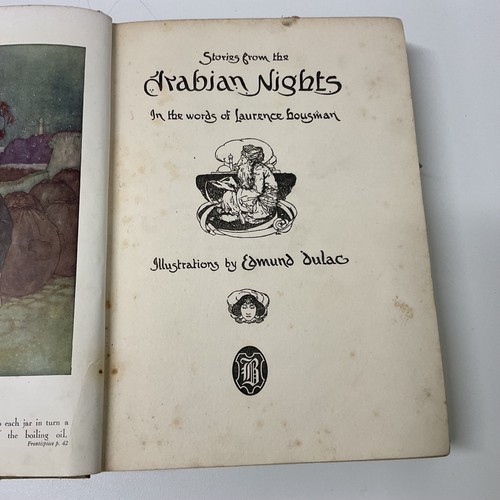 each jar in turn a
the boiling oil.
Frontispiece p. 42
Stories from the
Arabian Nights
In the words of Laurence Housman
Illustrations by Edmund Dulac
B